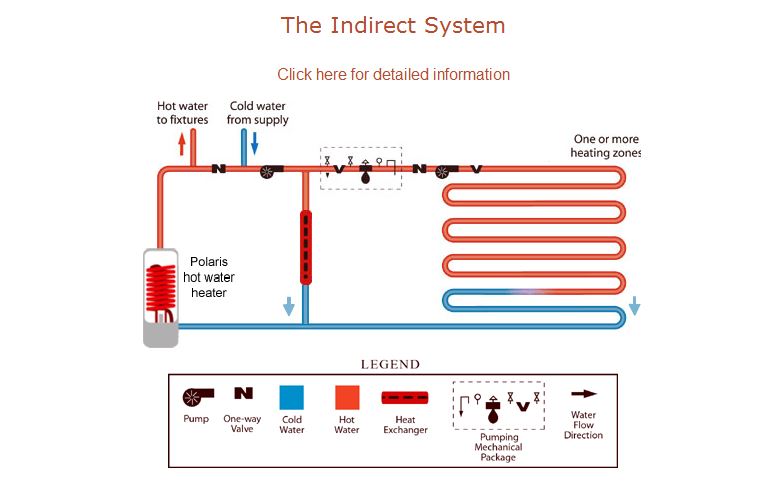 The Indirect System
Click here for detailed information
Hot water
to fixtures
Cold water
from supply
One or more
heating zones
Polaris
hot water
heater
LEGEND
Pump
One-way
Valve
Cold
Water
Hot
Water
Heat
Exchanger
Pumping
Mechanical
Package
Water
Flow
Direction